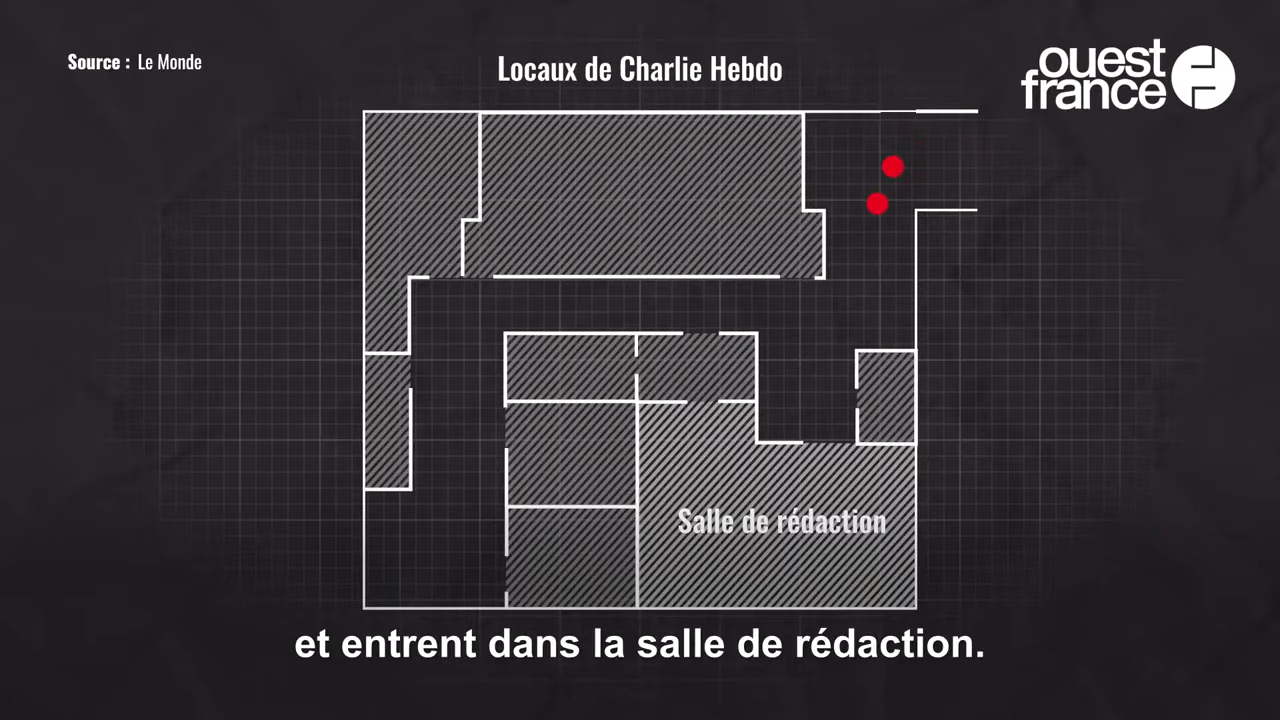 Source : Le Monde
Locaux de Charlie Hebdo
ouest
france
Salle de rédaction
et entrent dans la salle de rédaction.